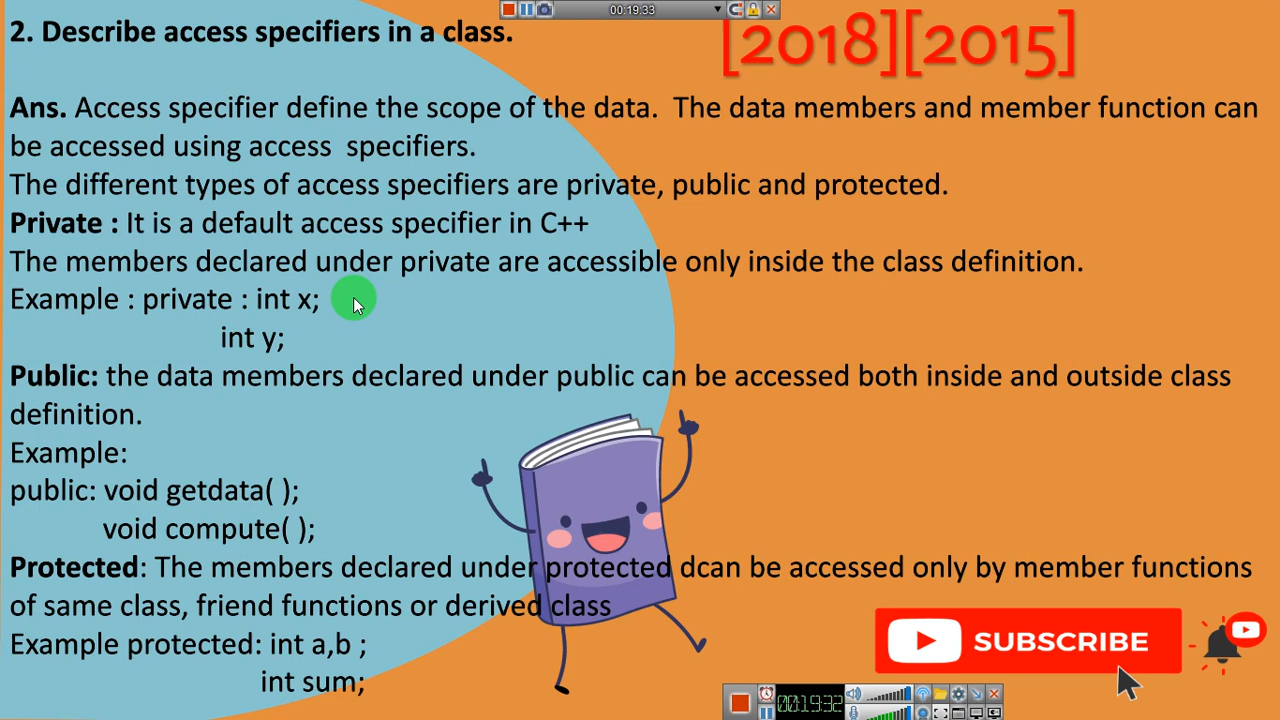 00:19:33
2. Describe access specifiers in a class.
[2018][2015]
Ans. Access specifier define the scope of the data. The data members and member function can
be accessed using access specifiers.
The different types of access specifiers are private, public and protected.
Private : It is a default access specifier in C++
The members declared under private are accessible only inside the class definition.
Example : private : int x;
int y;
Public: the data members declared under public can be accessed both inside and outside class
definition.
Example:
public: void getdata( );
void compute( );
Protected: The members declared under protected dcan be accessed only by member functions
of same class, friend functions or derived class
Example protected: int a,b ;
int sum;
SUBSCRIBE
00:19:32